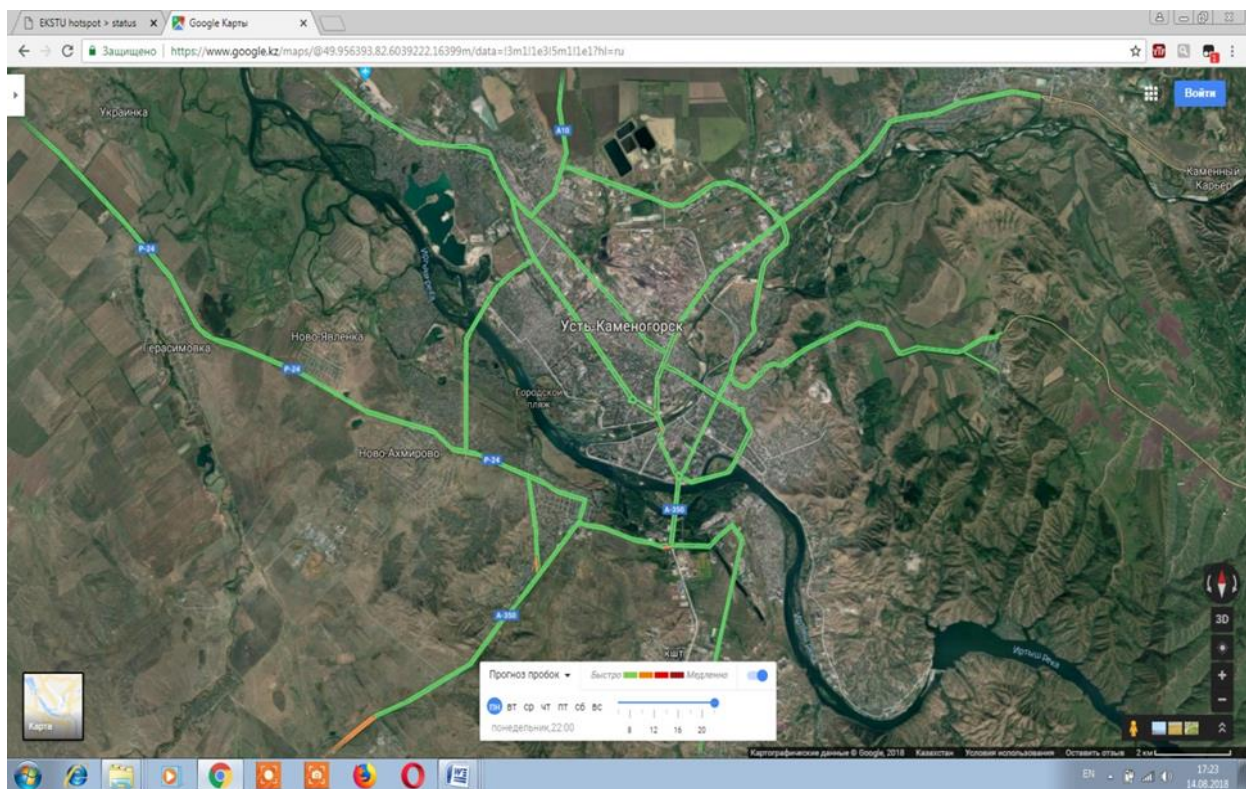 EKSTU hotspot > status
Google Карты
Защищено
https://www.google.kz/maps/@49.956393,82.6039222,16399m/data=!3m1!1e3!5m1!1e1?hl=ru
Войти
Украинка
A10
Каменный
Карьер
P-24
Усть-Каменогорск
Ново-Явленка
Герасимовка
P-24
Городской
пляж
Ново-Ахмирово
P-24
A-350
A-350
КШТ
3D
Иртыш Река
Карта
Прогноз пробок
Быстро
Медленно
пн вт ср чт пт сб вс
понедельник,22:00
8 12 16 20
Картографические данные © Google, 2018 Казахстан Условия использования Оставить отзыв 2 км
EN
17:23
14.08.2018